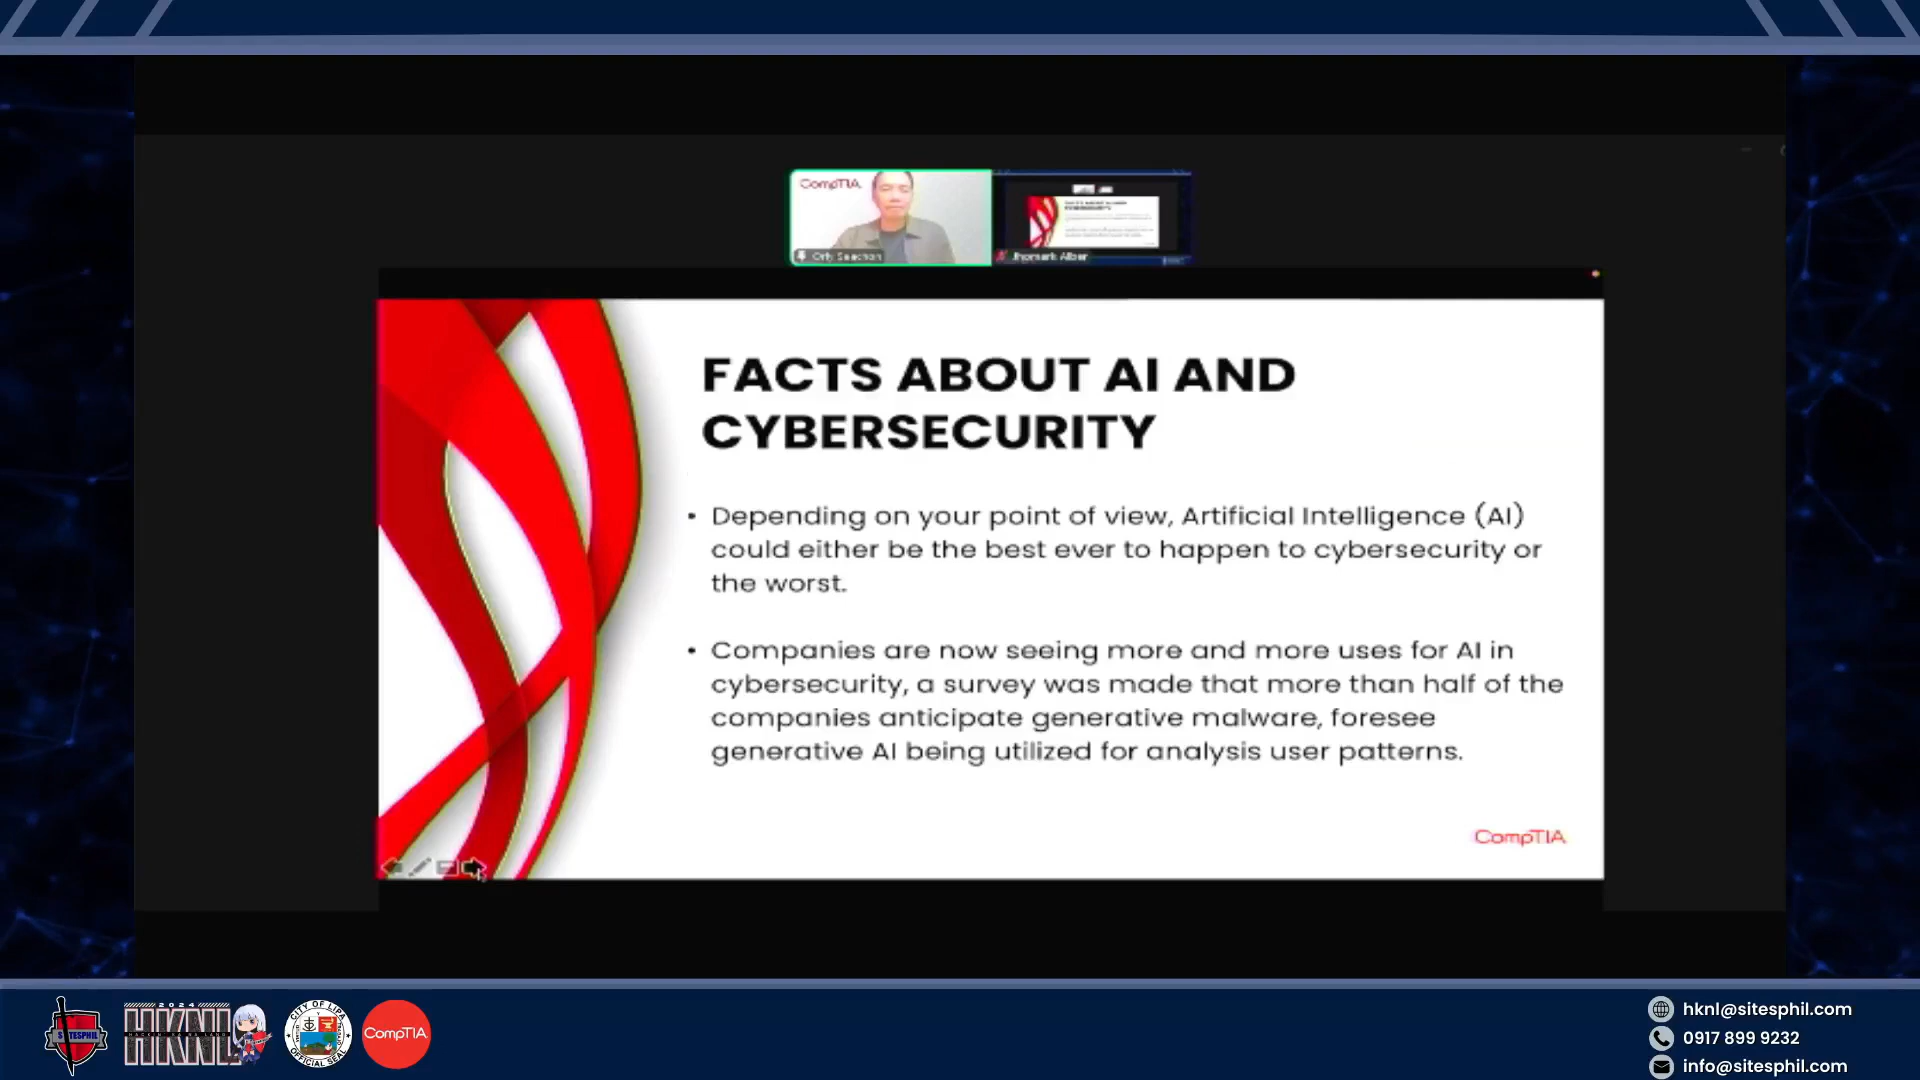 CompTIA
FACTS ABOUT AI AND
CYBERSECURITY
• Depending on your point of view, Artificial Intelligence (AI)
could either be the best ever to happen to cybersecurity or
the worst.
• Companies are now seeing more and more uses for AI in
cybersecurity, a survey was made that more than half of the
companies anticipate generative malware, foresee
generative AI being utilized for analysis user patterns.
CompTIA
SITESPHIL
2024
HKNL
CITY OF LIPA
OFFICIAL SEAL
CompTIA
hknl@sitesphil.com
0917 899 9232
info@sitesphil.com